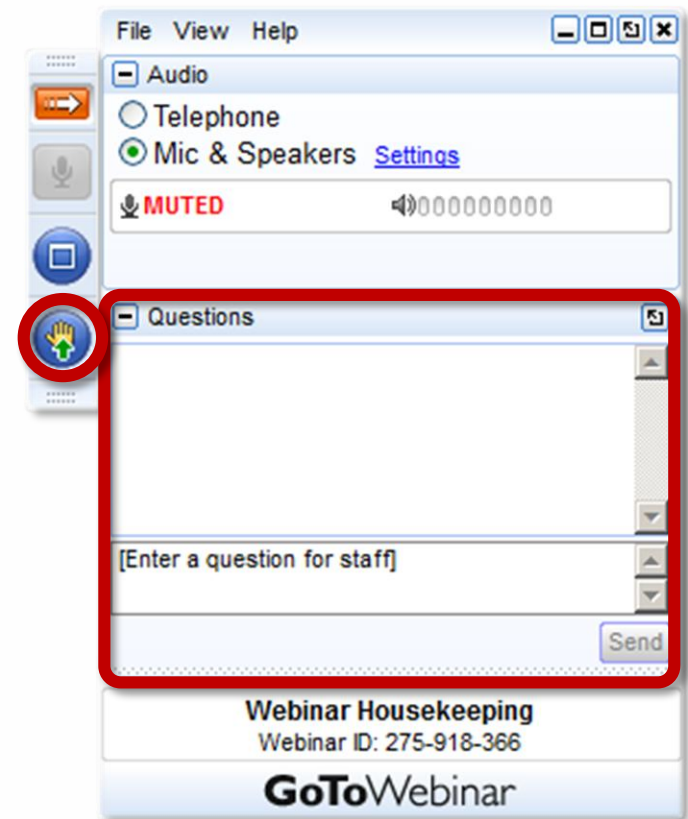 File View Help
Audio
Telephone
Mic & Speakers Settings
MUTED 000000000
Questions
[Enter a question for staff]
Send
Webinar Housekeeping
Webinar ID: 275-918-366
GoToWebinar